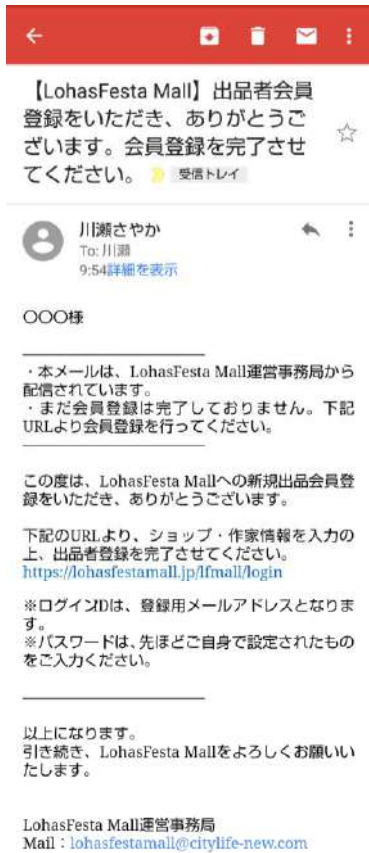 【LohasFesta Mall】出品者会員
登録をいただき、ありがとうご
ざいます。会員登録を完了させ
てください。 受信トレイ
川瀬さやか
To: 川瀬
9:54詳細を表示
〇〇〇様
・本メールは、LohasFesta Mall運営事務局から
配信されています。
・まだ会員登録は完了しておりません。下記
URLより会員登録を行ってください。
この度は、LohasFesta Mallへの新規出品会員登
録をいただき、ありがとうございます。
下記のURLより、ショップ・作家情報を入力の
上、出品者登録を完了させてください。
https://lohasfestamall.jp/lfmall/login
※ログインIDは、登録用メールアドレスとなりま
す。
※パスワードは、先ほどご自身で設定されたもの
をご入力ください。
以上になります。
引き続き、LohasFesta Mallをよろしくお願いい
たします。
LohasFesta Mall運営事務局
Mail：lohasfestamall@citylife-new.com